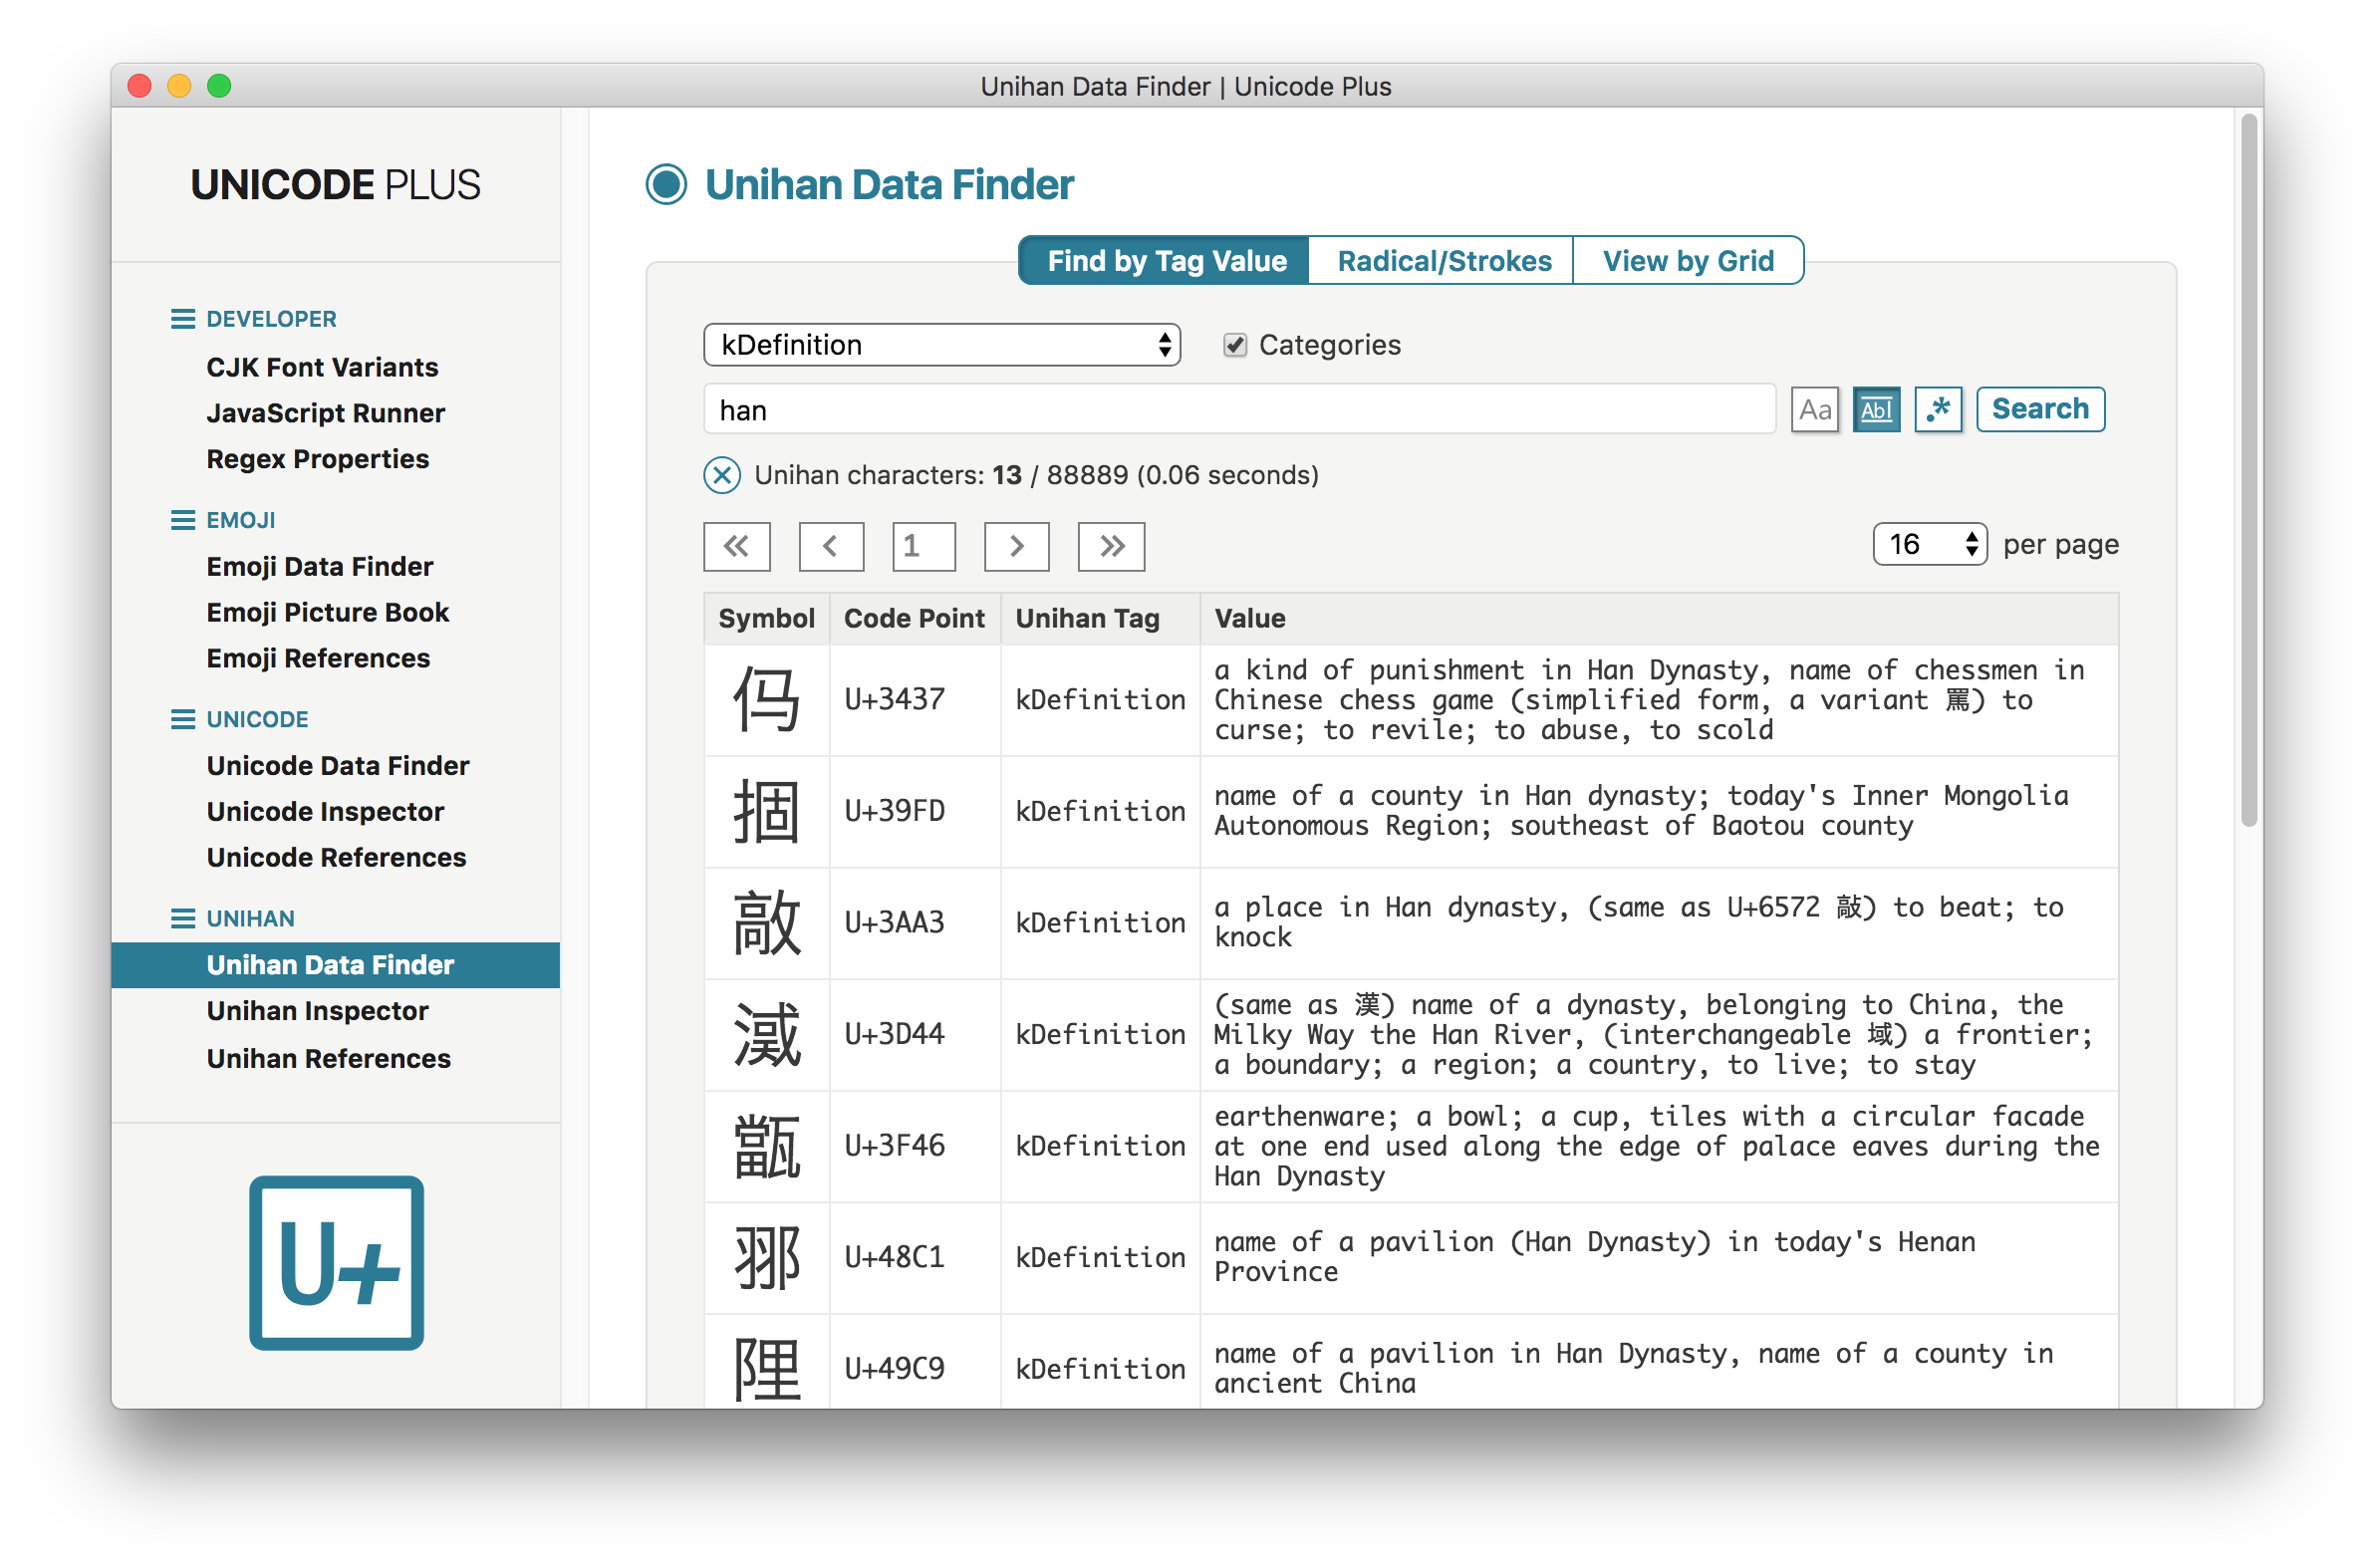 Unihan Data Finder | Unicode Plus
UNICODE PLUS
DEVELOPER
CJK Font Variants
JavaScript Runner
Regex Properties
EMOJI
Emoji Data Finder
Emoji Picture Book
Emoji References
UNICODE
Unicode Data Finder
Unicode Inspector
Unicode References
UNIHAN
Unihan Data Finder
Unihan Inspector
Unihan References
U+
Unihan Data Finder
Find by Tag Value Radical/Strokes View by Grid
kDefinition Categories
han Aa Ab| .* Search
Unihan characters: 13 / 88889 (0.06 seconds)
1 16 per page
Symbol Code Point Unihan Tag Value
㐷 U+3437 kDefinition a kind of punishment in Han Dynasty, name of chessmen in
Chinese chess game (simplified form, a variant 罵) to
curse; to revile; to abuse, to scold
㧽 U+39FD kDefinition name of a county in Han dynasty; today's Inner Mongolia
Autonomous Region; southeast of Baotou county
㪣 U+3AA3 kDefinition a place in Han dynasty, (same as U+6572 敲) to beat; to
knock
㵄 U+3D44 kDefinition (same as 漢) name of a dynasty, belonging to China, the
Milky Way the Han River, (interchangeable 域) a frontier;
a boundary; a region; a country, to live; to stay
㽆 U+3F46 kDefinition earthenware; a bowl; a cup, tiles with a circular facade
at one end used along the edge of palace eaves during the
Han Dynasty
䣁 U+48C1 kDefinition name of a pavilion (Han Dynasty) in today's Henan
Province
䧉 U+49C9 kDefinition name of a pavilion in Han Dynasty, name of a county in
ancient China